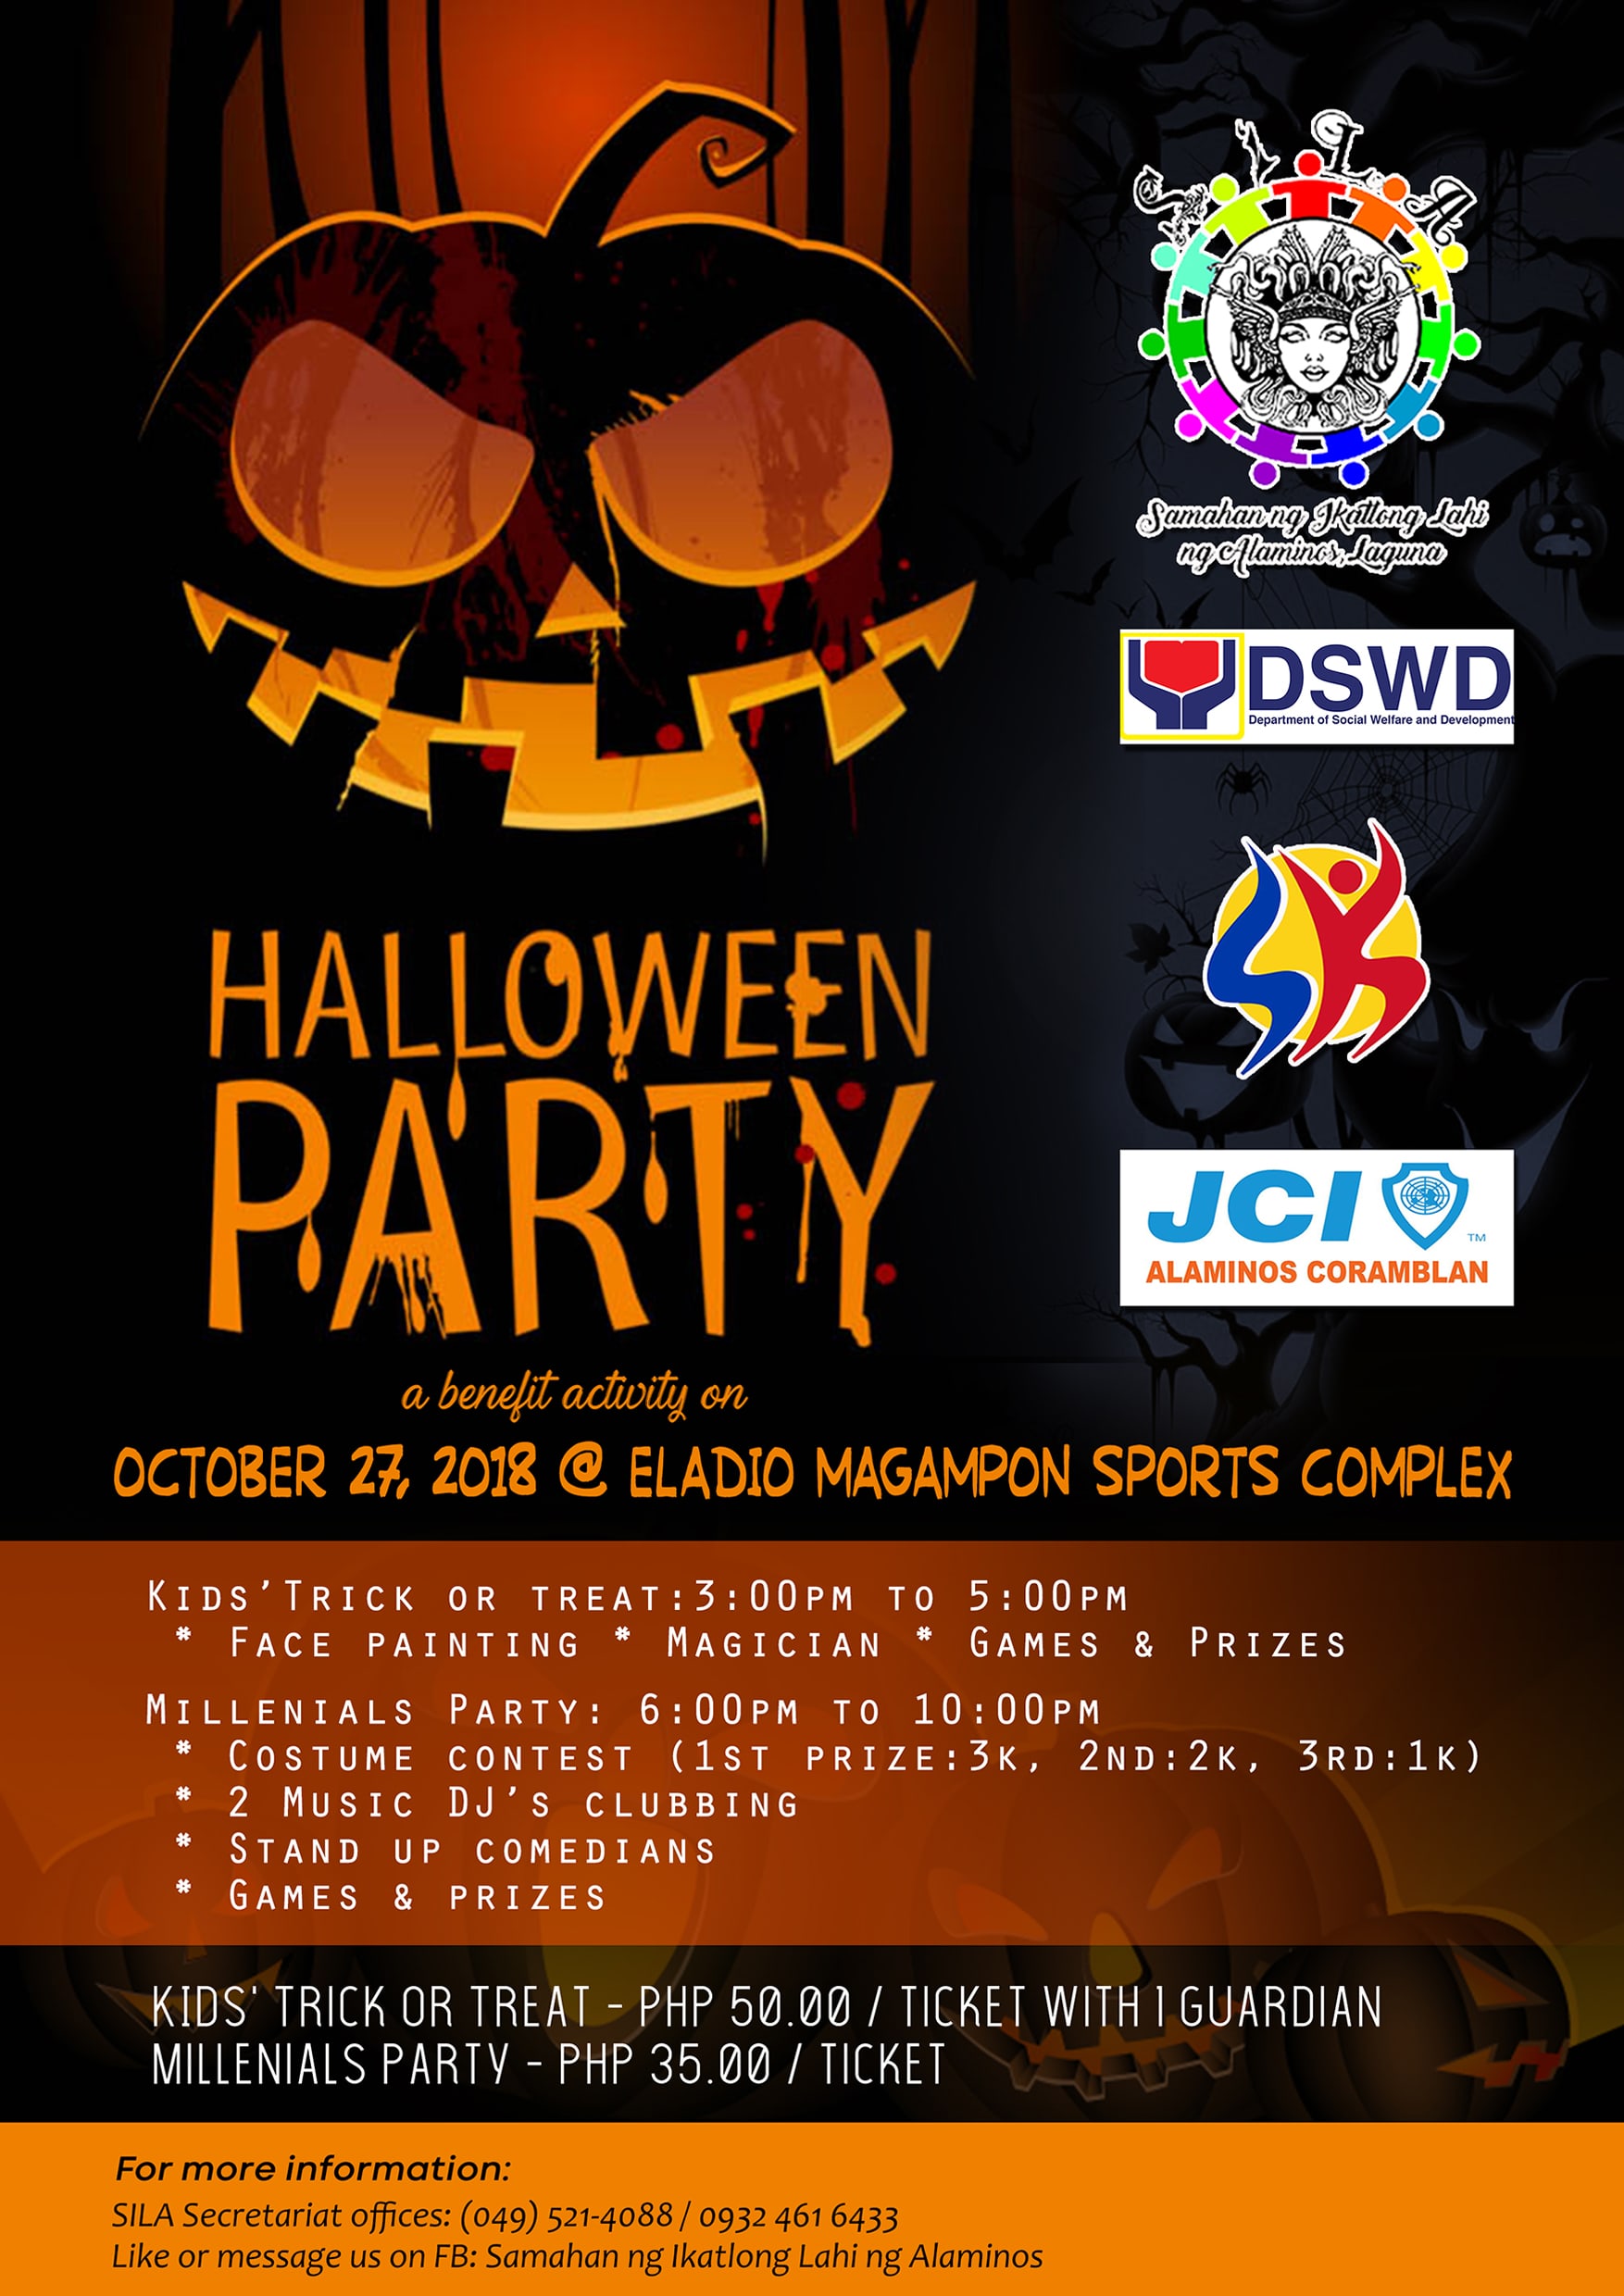 SILA
Samahan ng Ikatlong Lahi
ng Alaminos, Laguna
DSWD
Department of Social Welfare and Development
SK
JCI
TM
ALAMINOS CORAMBLAN
HALLOWEEN
PARTY
a benefit activity on
OCTOBER 27, 2018 @ ELADIO MAGAMPON SPORTS COMPLEX
Kids'Trick or treat:3:00pm to 5:00pm
* Face painting * Magician * Games & Prizes
Millenials Party: 6:00pm to 10:00pm
* Costume contest (1st prize:3k, 2nd:2k, 3rd:1k)
* 2 Music DJ's clubbing
* Stand up comedians
* Games & prizes
KIDS' TRICK OR TREAT - PHP 50.00 / TICKET WITH 1 GUARDIAN
MILLENIALS PARTY - PHP 35.00 / TICKET
For more information:
SILA Secretariat offices: (049) 521-4088 / 0932 461 6433
Like or message us on FB: Samahan ng Ikatlong Lahi ng Alaminos